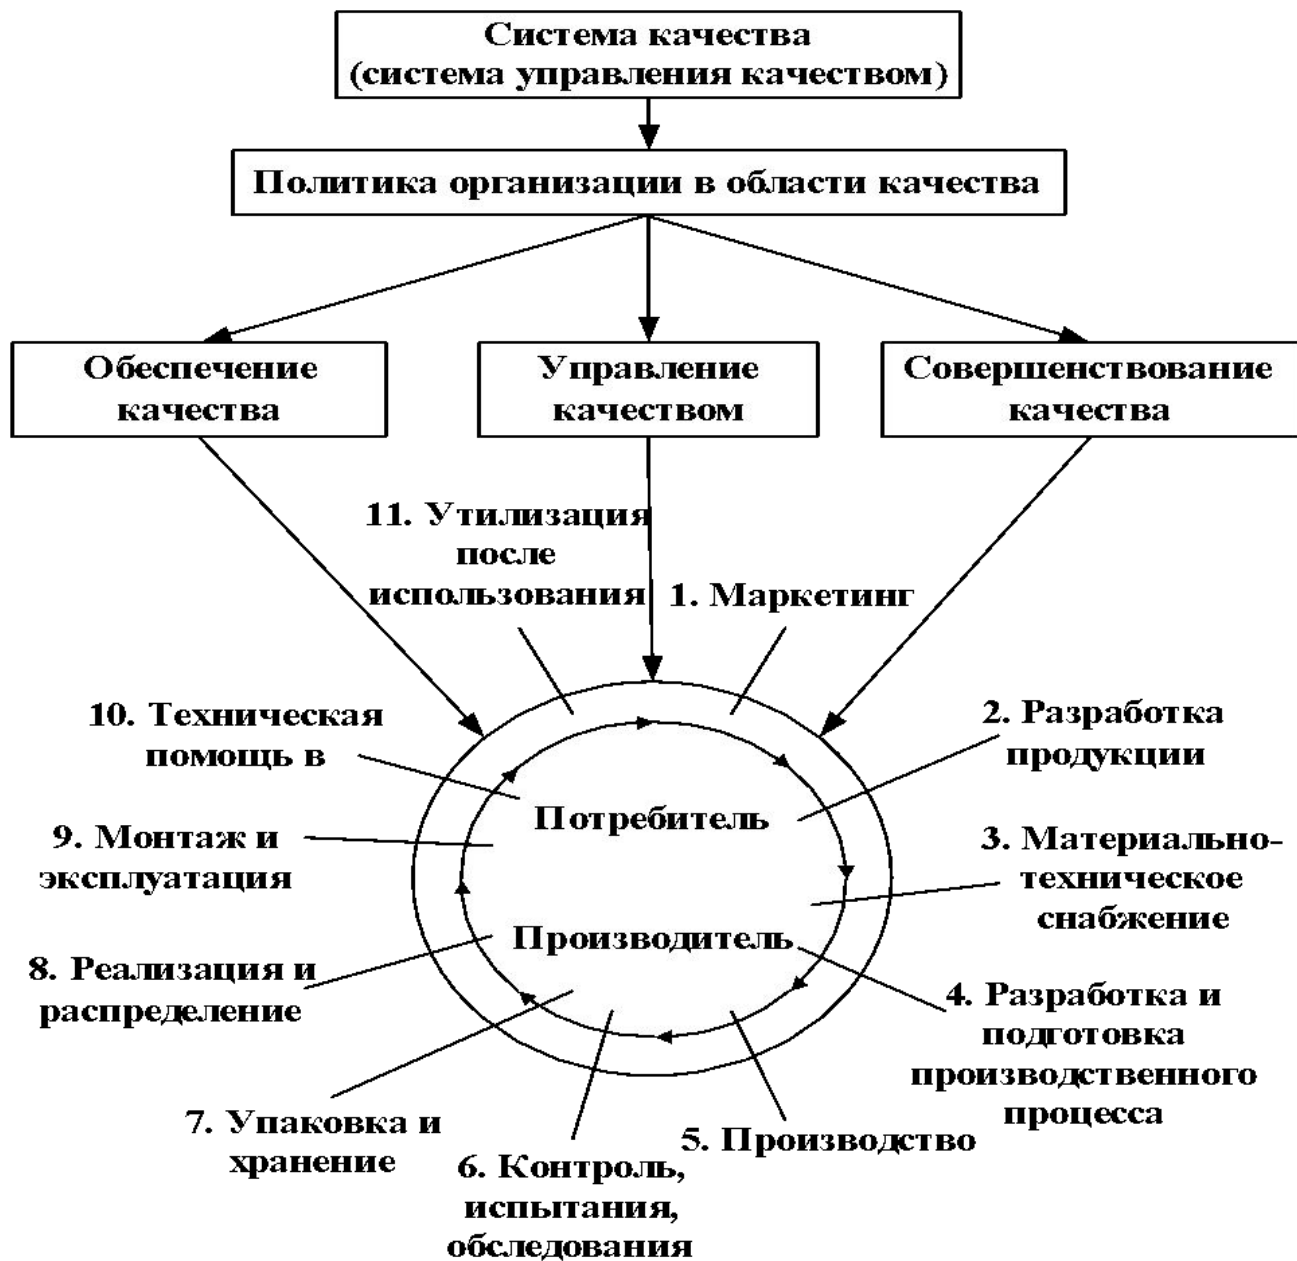 Система качества
(система управления качеством)
Политика организации в области качества
Обеспечение
качества
Управление
качеством
Совершенствование
качества
11. Утилизация
после
использования
1. Маркетинг
10. Техническая
помощь в
2. Разработка
продукции
Потребитель
9. Монтаж и
эксплуатация
3. Материально-
техническое
снабжение
Производитель
8. Реализация и
распределение
4. Разработка и
подготовка
производственного
процесса
7. Упаковка и
хранение
5. Производство
6. Контроль,
испытания,
обследования